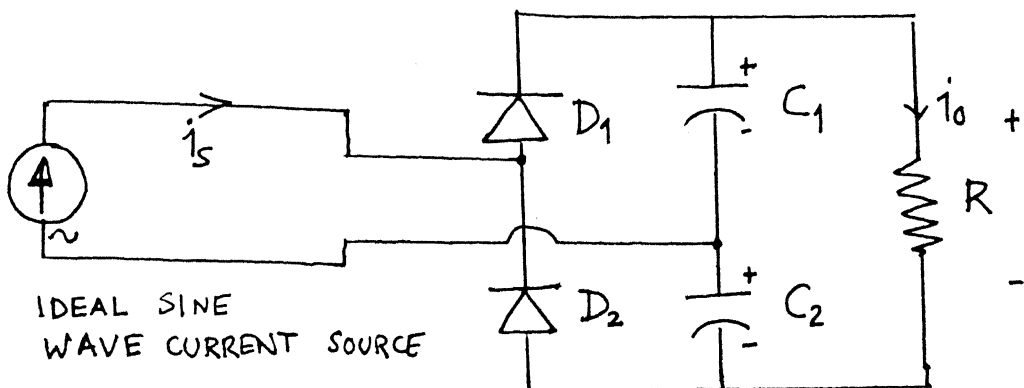 i_s
D_1
+
-
C_1
i_o
+
R
-
~
D_2
+
-
C_2
IDEAL SINE
WAVE CURRENT SOURCE